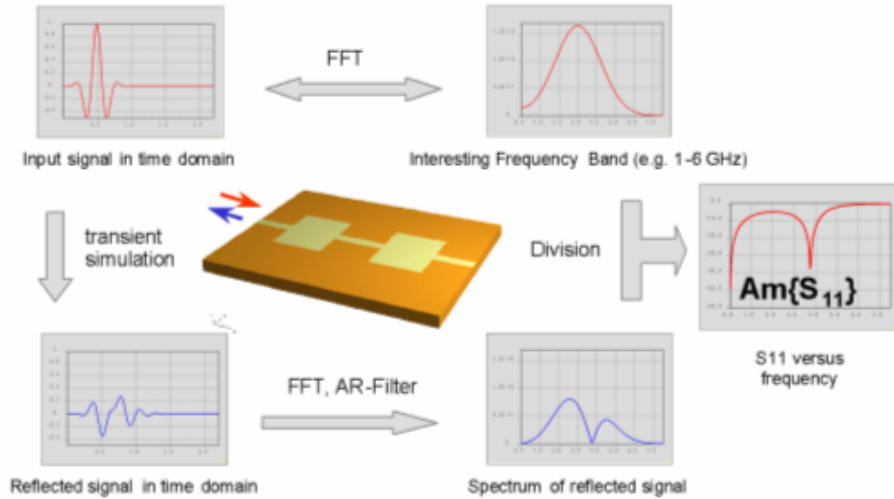 FFT
Input signal in time domain
Interesting Frequency Band (e.g. 1-6 GHz)
transient
simulation
Division
Am{S11}
S11 versus
frequency
FFT, AR-Filter
Reflected signal in time domain
Spectrum of reflected signal